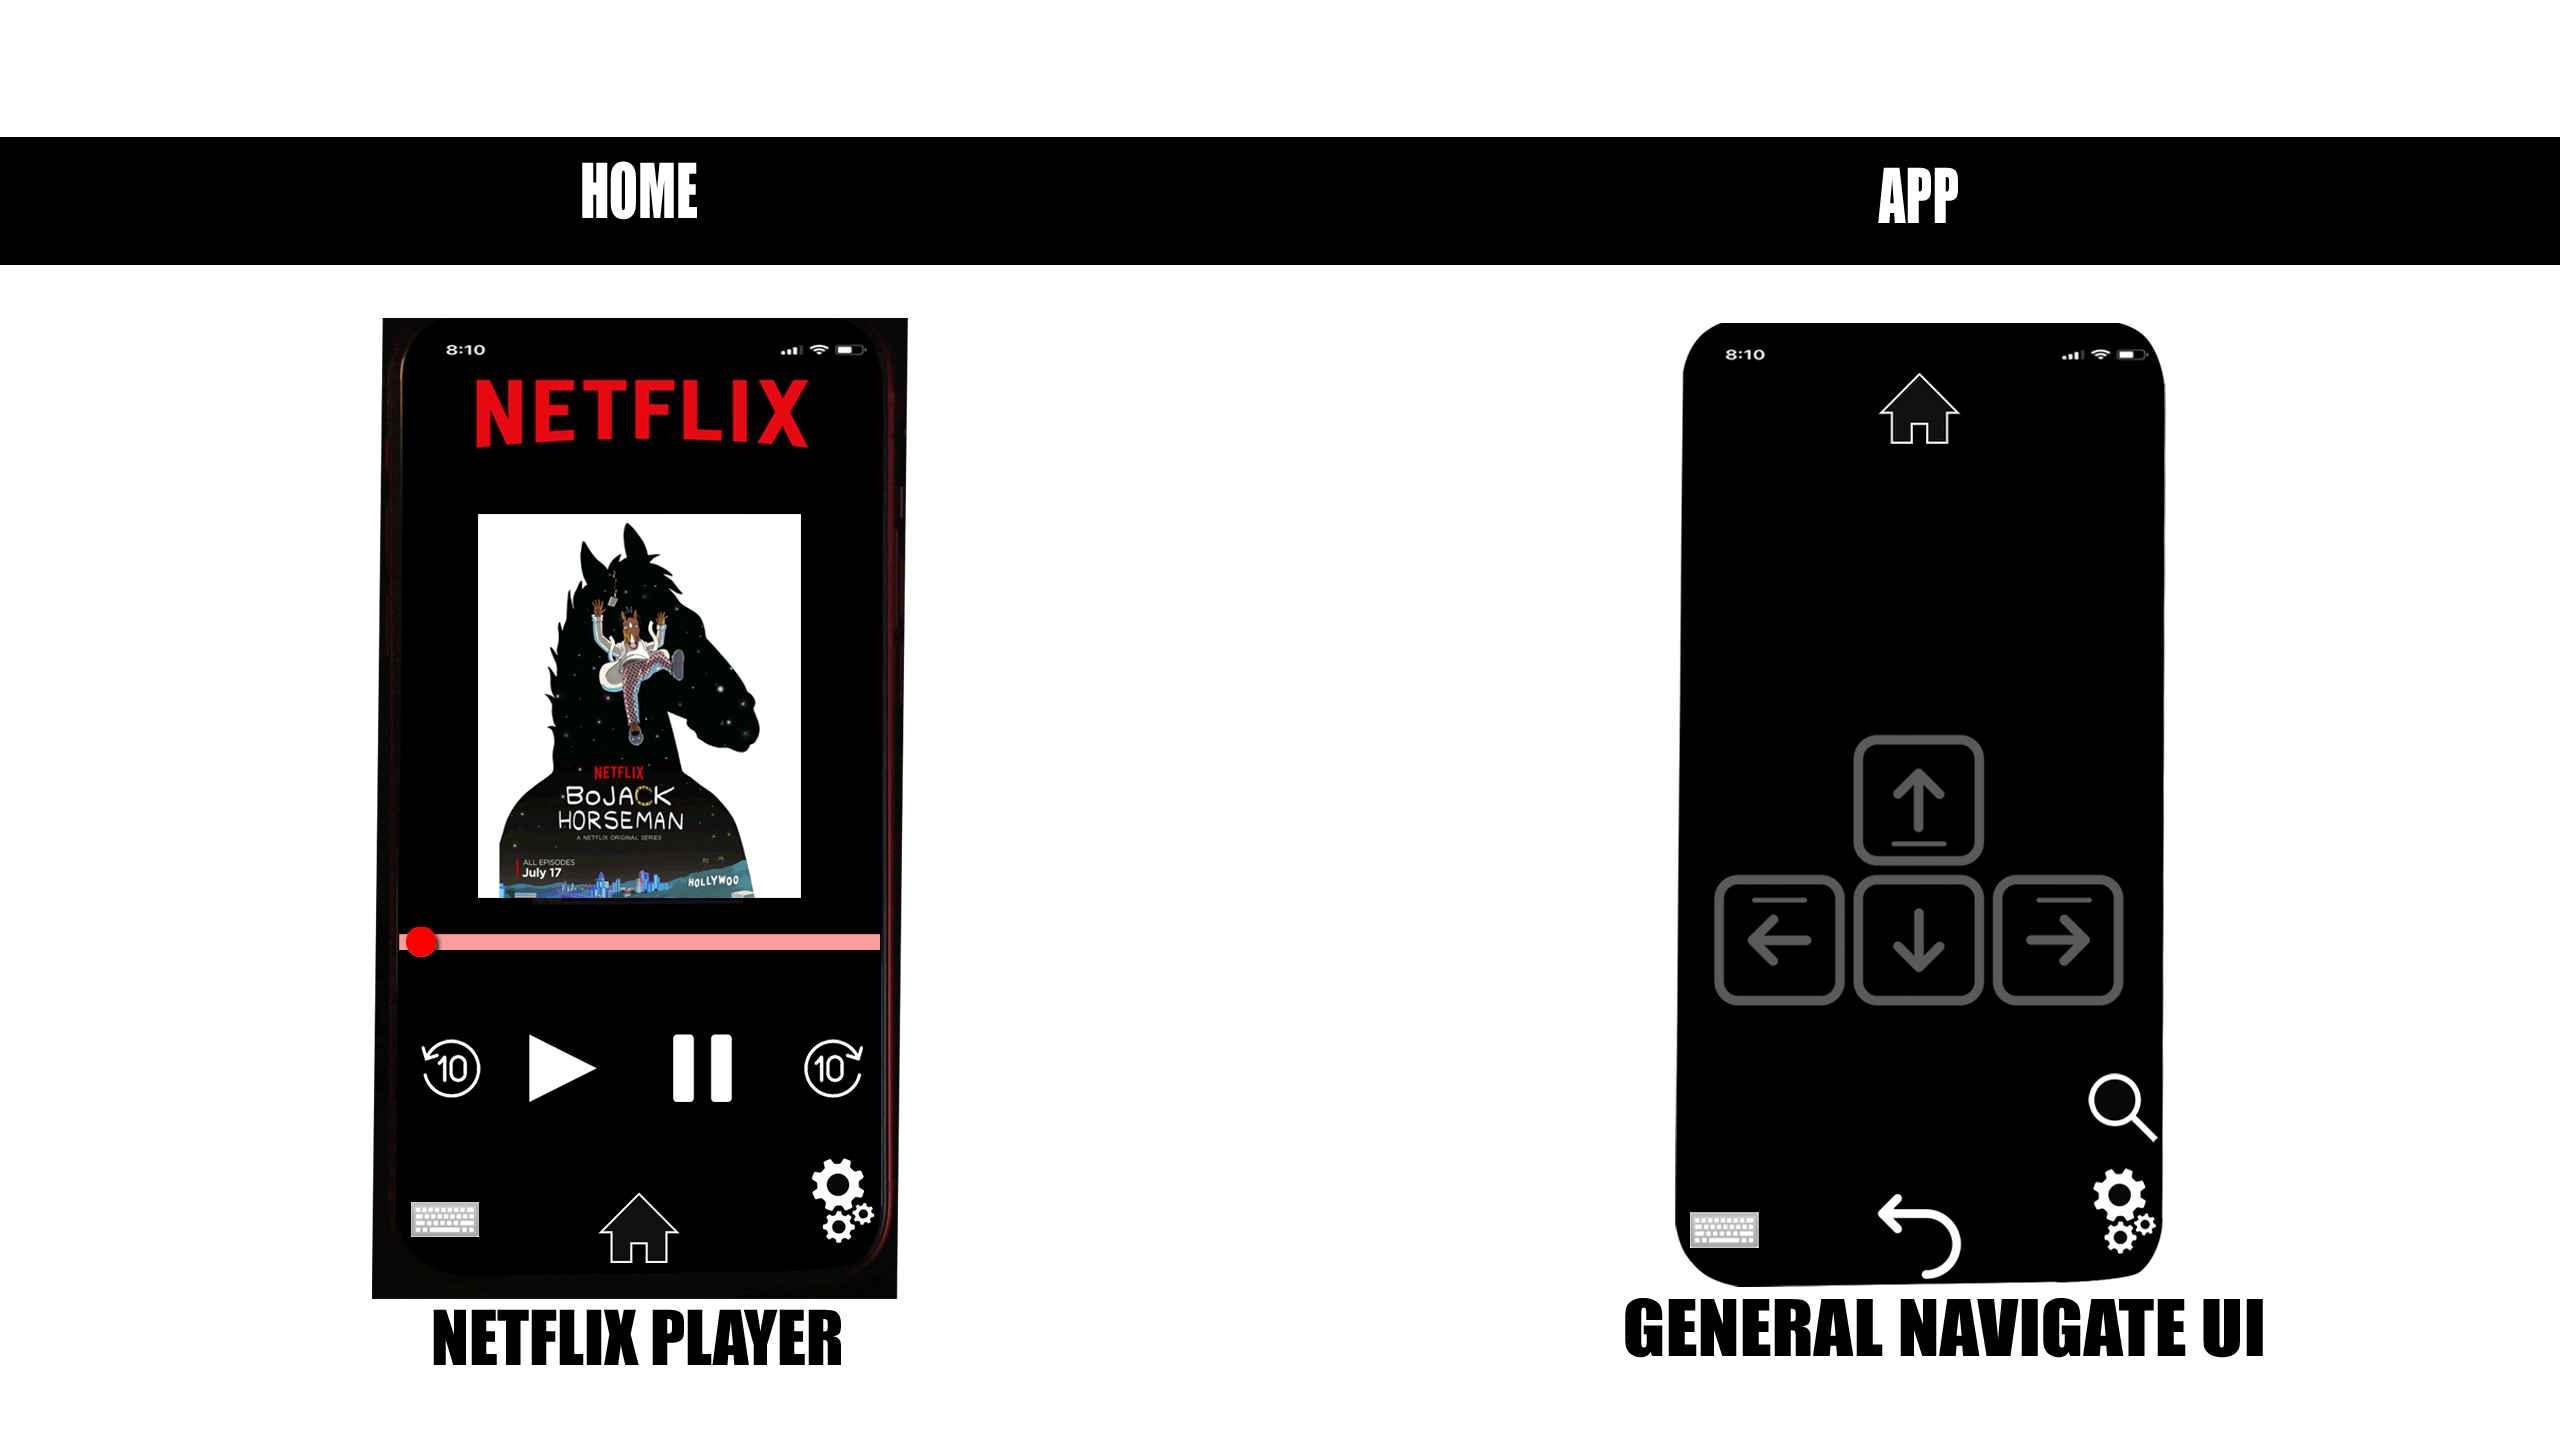 HOME
APP
8:10
NETFLIX
NETFLIX
BOJACK
HORSEMAN
A NETFLIX ORIGINAL SERIES
ALL EPISODES
July 17
HOLLYWOO
10
10
NETFLIX PLAYER
8:10
GENERAL NAVIGATE UI